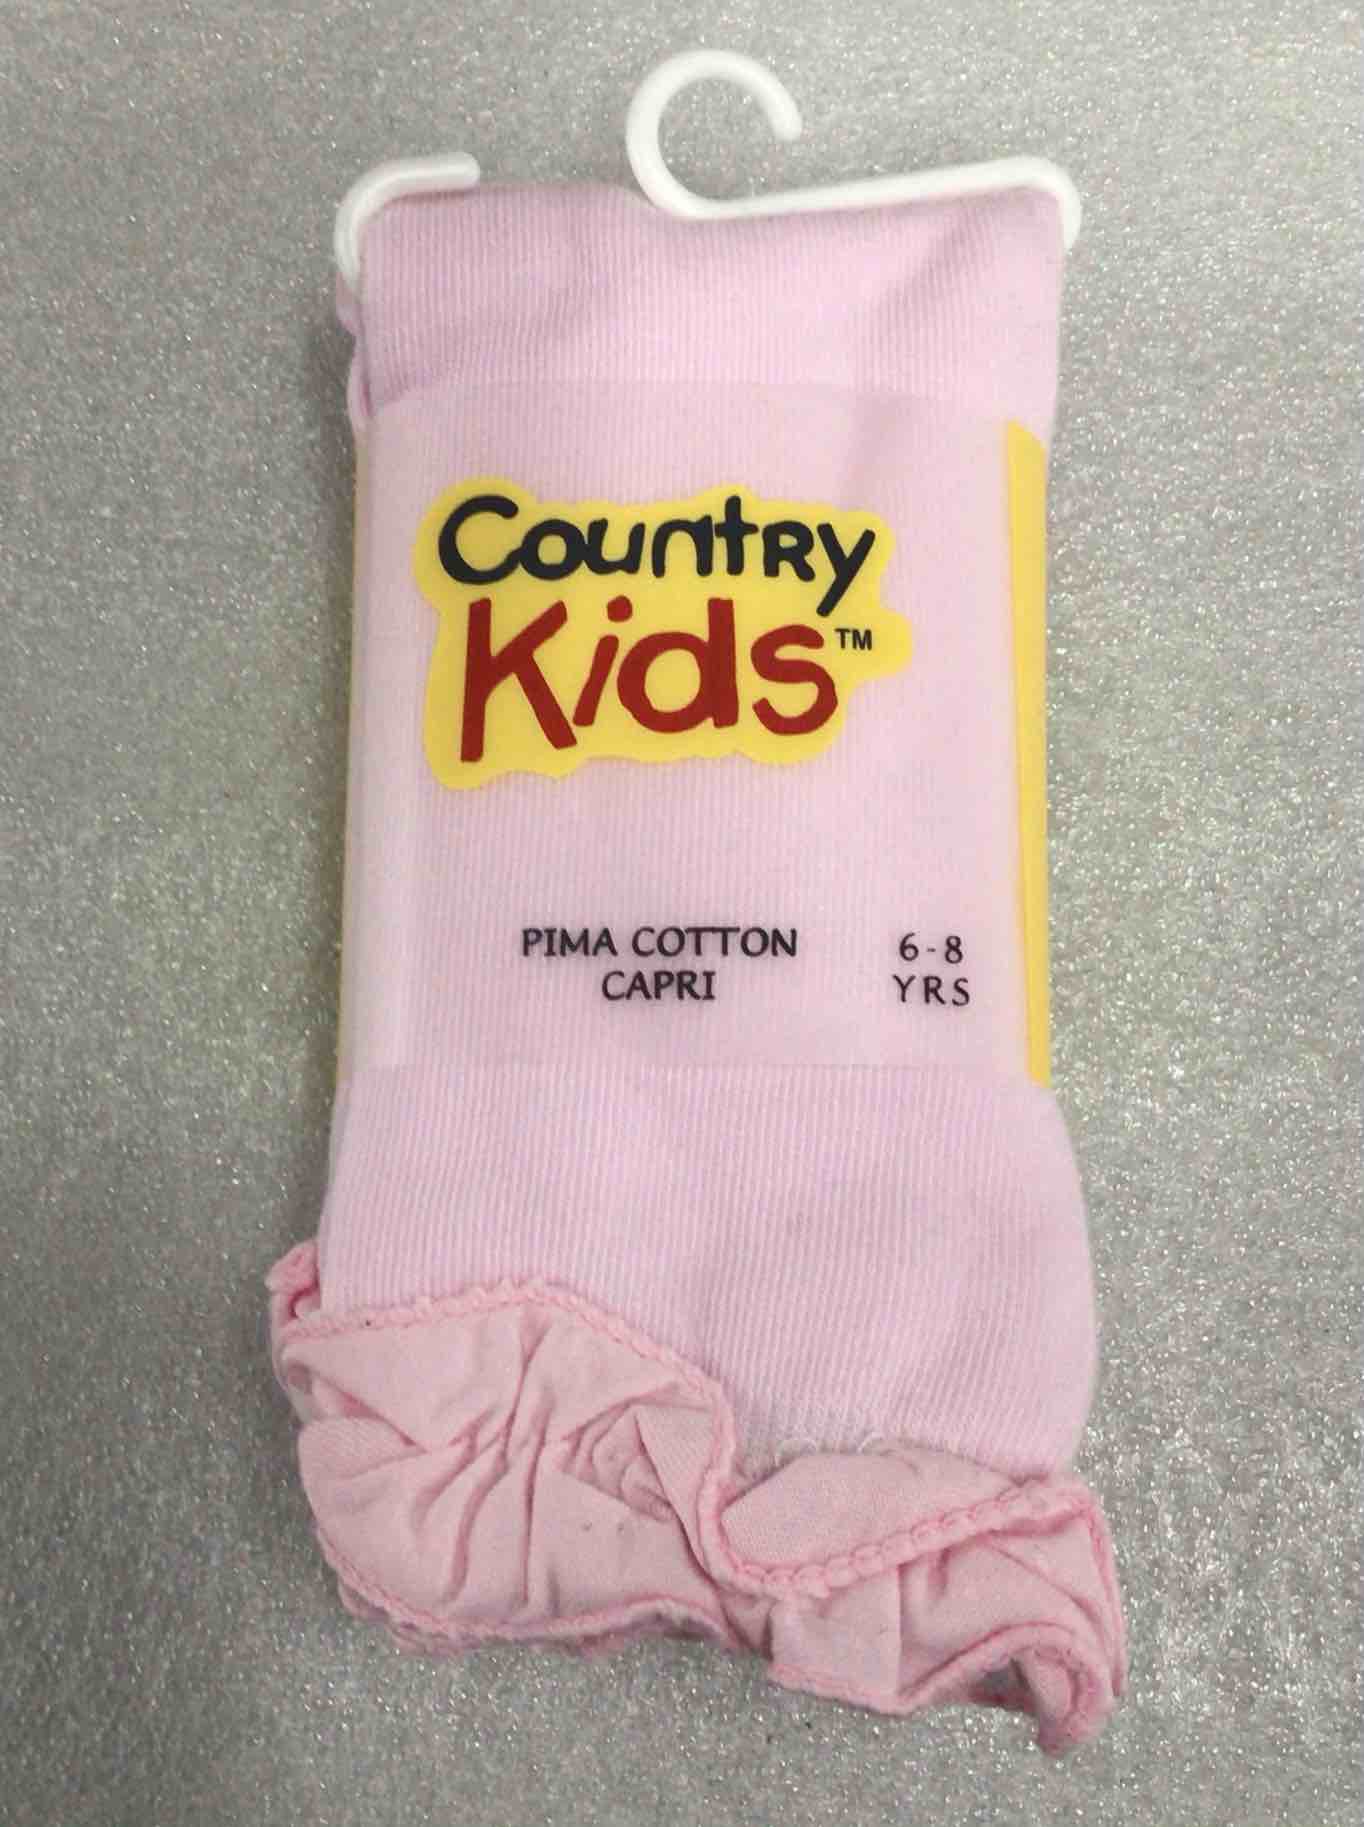 Country
Kids™
PIMA COTTON
CAPRI
6-8
YRS